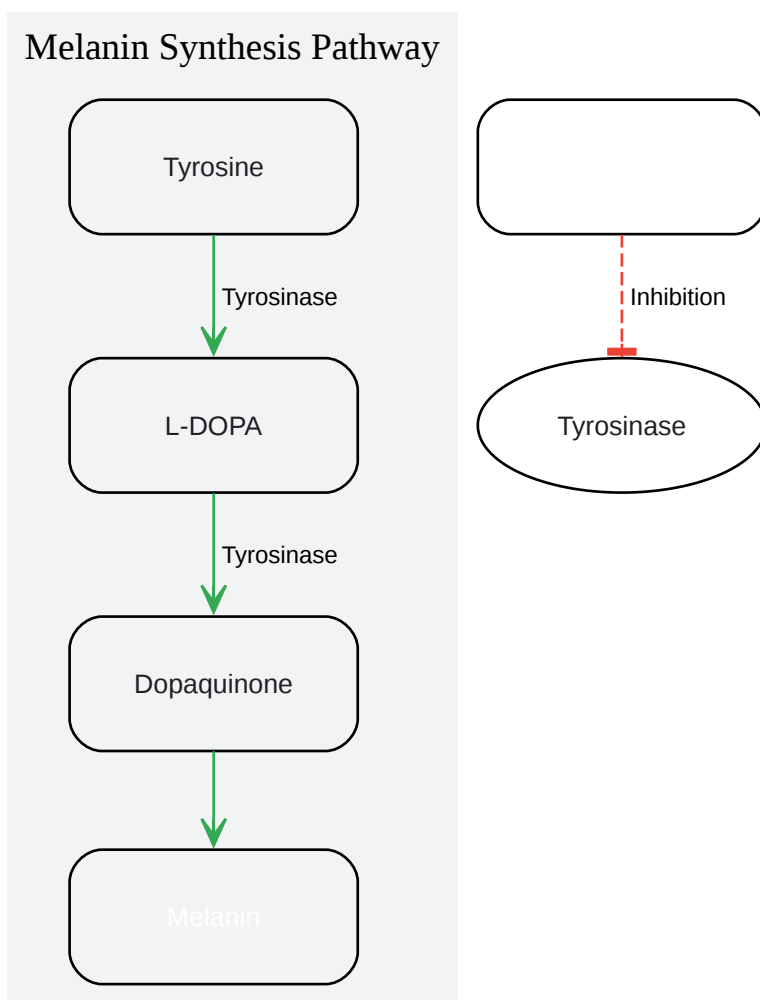 Melanin Synthesis Pathway
Tyrosine
Tyrosinase
Inhibition
L-DOPA
Tyrosinase
Tyrosinase
Dopaquinone
Melanin